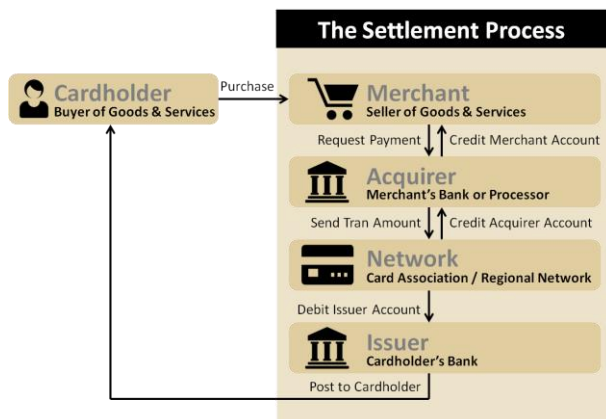 The Settlement Process
Cardholder
Buyer of Goods & Services
Purchase
Merchant
Seller of Goods & Services
Request Payment
Credit Merchant Account
Acquirer
Merchant's Bank or Processor
Send Tran Amount
Credit Acquirer Account
Network
Card Association / Regional Network
Debit Issuer Account
Issuer
Cardholder's Bank
Post to Cardholder